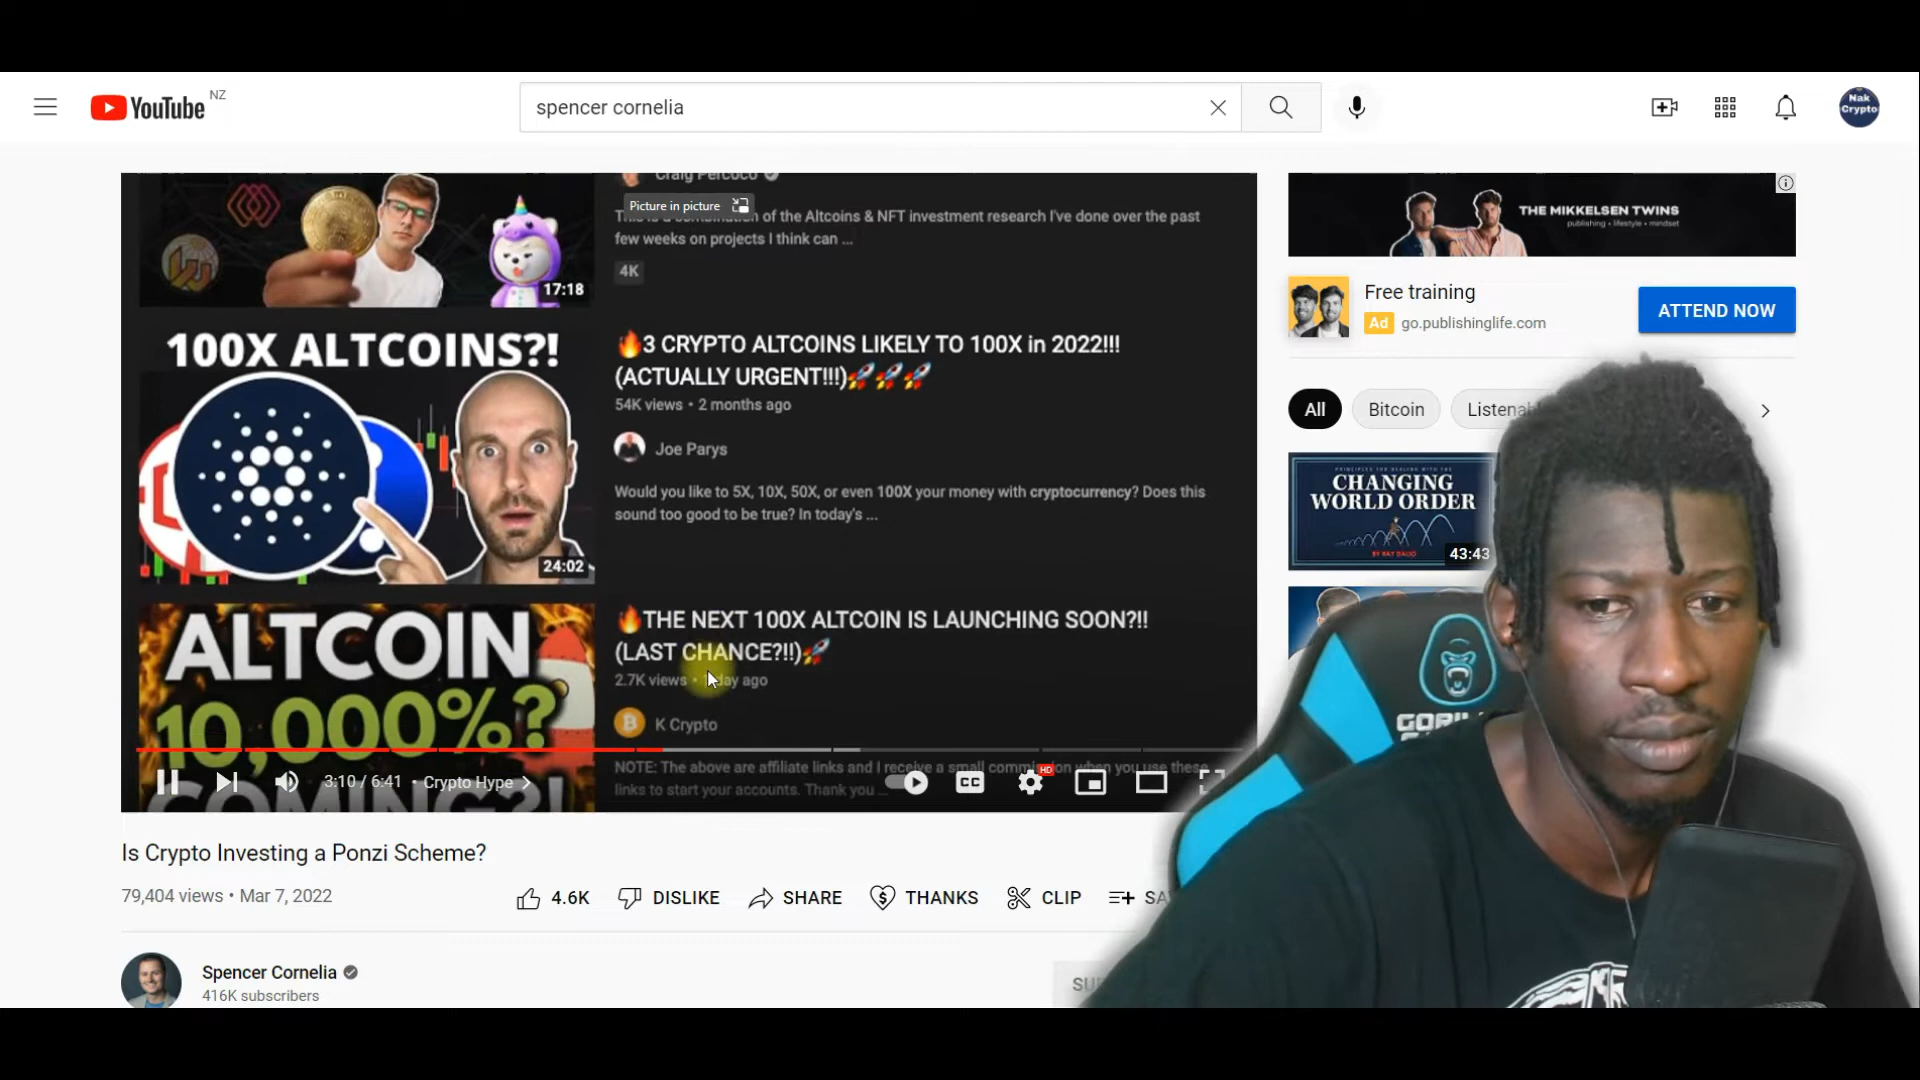 YouTube NZ
spencer cornelia
Nak
Crypto
Craig Percoco
Picture in picture
This is a combination of the Altcoins & NFT investment research I've done over the past
few weeks on projects I think can ...
4K
17:18
100X ALTCOINS?!
24:02
🔥3 CRYPTO ALTCOINS LIKELY TO 100X in 2022!!!
(ACTUALLY URGENT!!!)🚀🚀🚀
54K views • 2 months ago
Joe Parys
Would you like to 5X, 10X, 50X, or even 100X your money with cryptocurrency? Does this
sound too good to be true? In today's ...
ALTCOIN
10,000%?
COMING?!
🔥THE NEXT 100X ALTCOIN IS LAUNCHING SOON?!!
(LAST CHANCE?!!)🚀
2.7K views • 1 day ago
K Crypto
NOTE: The above are affiliate links and I receive a small commission when you use these
links to start your accounts. Thank you ...
3:10 / 6:41 • Crypto Hype
CC
HD
Is Crypto Investing a Ponzi Scheme?
79,404 views • Mar 7, 2022
4.6K
DISLIKE
SHARE
THANKS
CLIP
Spencer Cornelia
416K subscribers
THE MIKKELSEN TWINS
publishing • lifestyle • mindset
Free training
Ad go.publishinglife.com
ATTEND NOW
All
Bitcoin
PRINCIPLES FOR DEALING WITH THE
CHANGING
WORLD ORDER
BY RAY DALIO
43:43